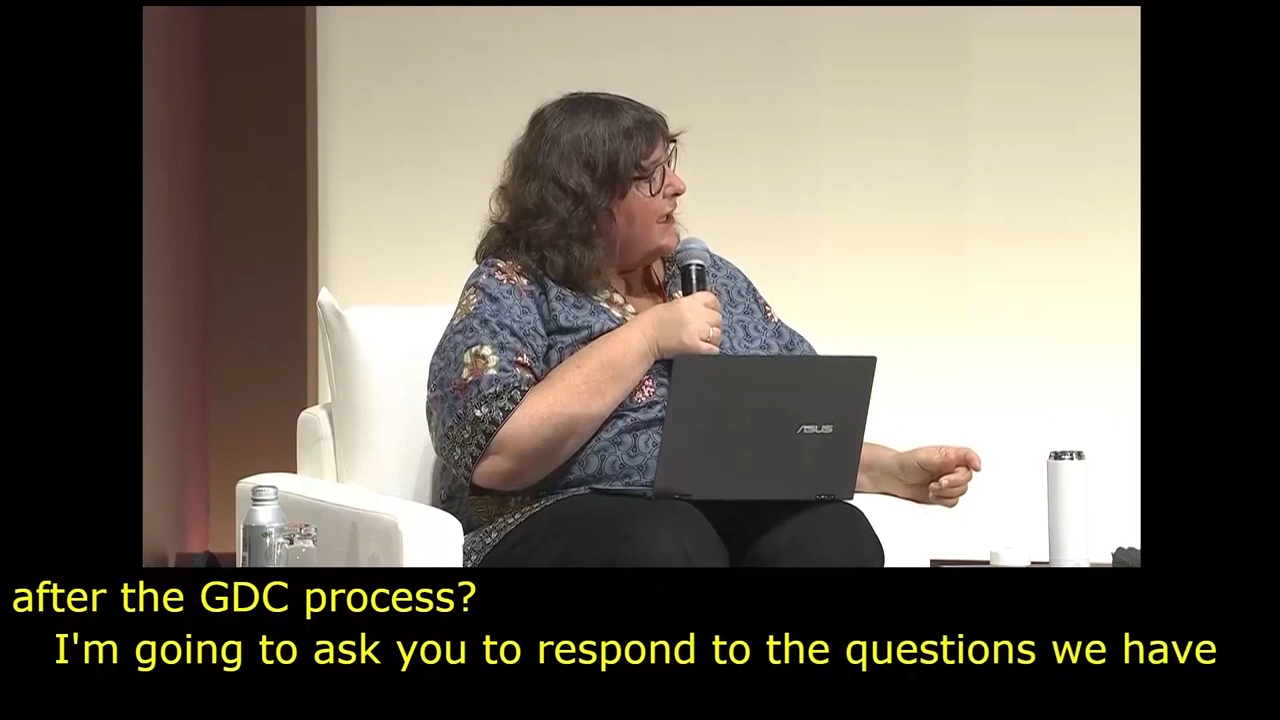 ASUS
after the GDC process?
I'm going to ask you to respond to the questions we have